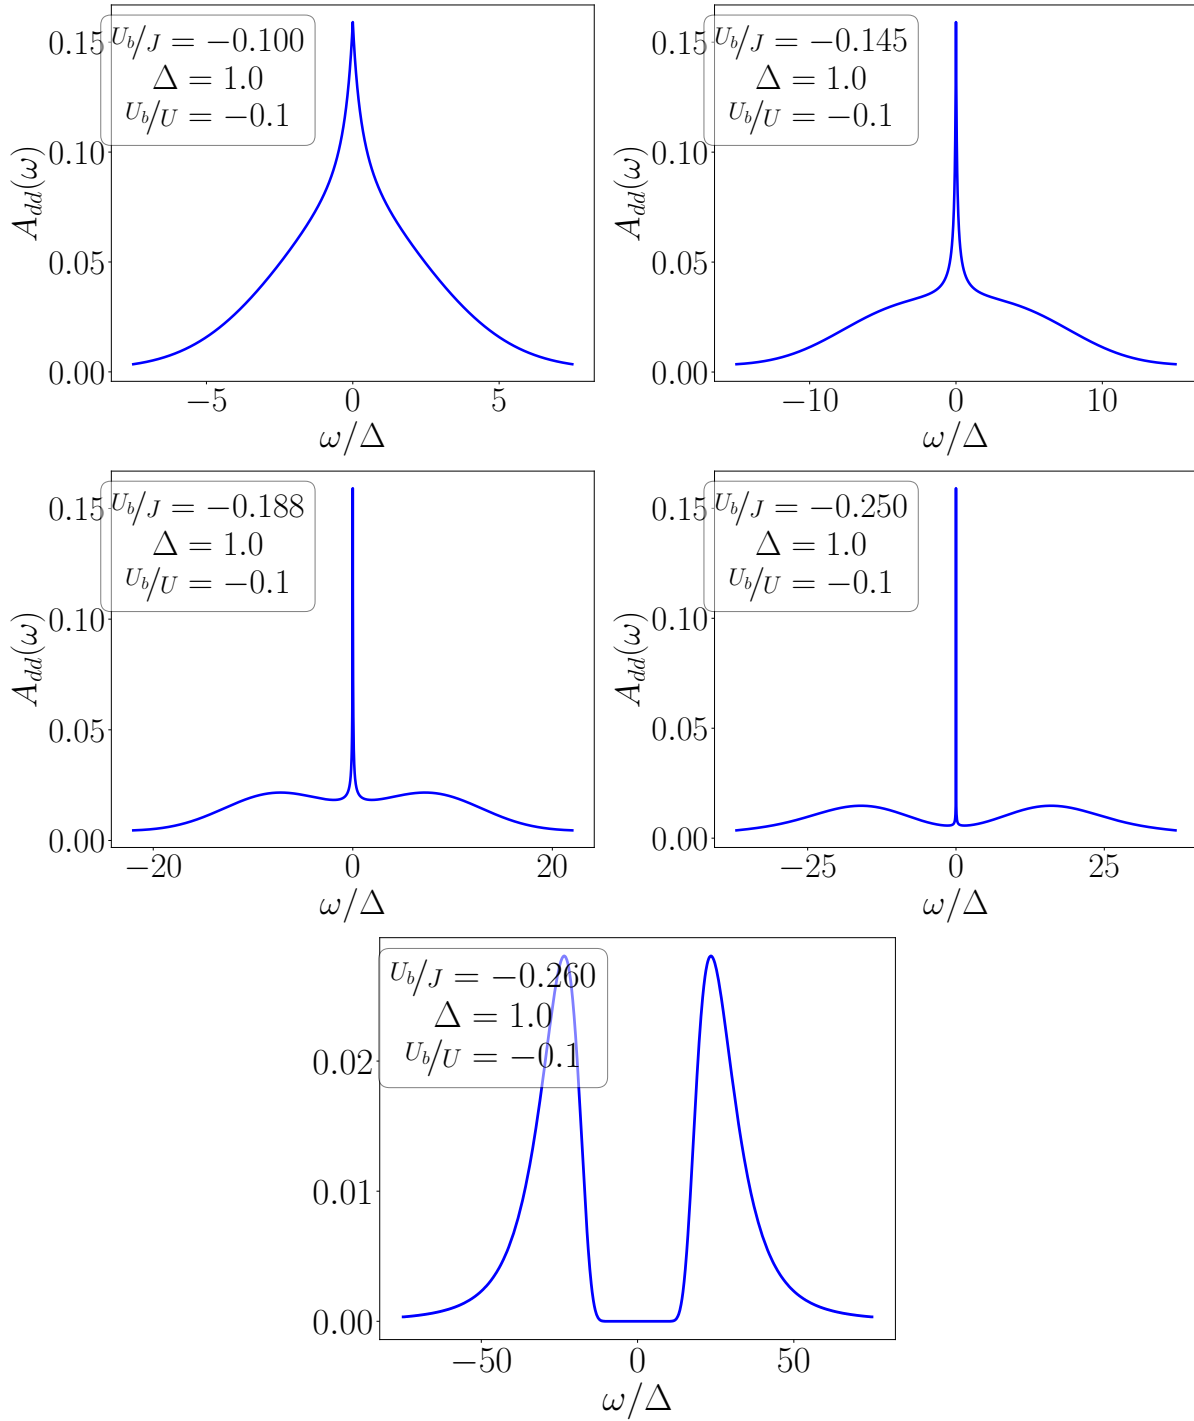 U_b/J = −0.100
Δ = 1.0
U_b/U = −0.1
0.15
0.10
0.05
0.00
A_dd(ω)
−5
0
5
ω/Δ
U_b/J = −0.145
Δ = 1.0
U_b/U = −0.1
0.15
0.10
0.05
0.00
A_dd(ω)
−10
0
10
ω/Δ
U_b/J = −0.188
Δ = 1.0
U_b/U = −0.1
0.15
0.10
0.05
0.00
A_dd(ω)
−20
0
20
ω/Δ
U_b/J = −0.250
Δ = 1.0
U_b/U = −0.1
0.15
0.10
0.05
0.00
A_dd(ω)
−25
0
25
ω/Δ
U_b/J = −0.260
Δ = 1.0
U_b/U = −0.1
0.02
0.01
0.00
−50
0
50
ω/Δ